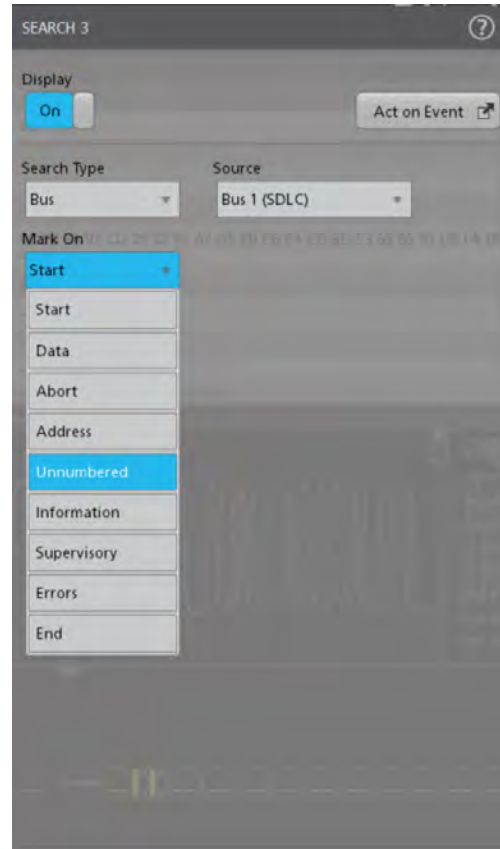 SEARCH 3 ?
Display
On
Act on Event
Search Type Source
Bus Bus 1 (SDLC)
Mark On
Start
Start
Data
Abort
Address
Unnumbered
Information
Supervisory
Errors
End